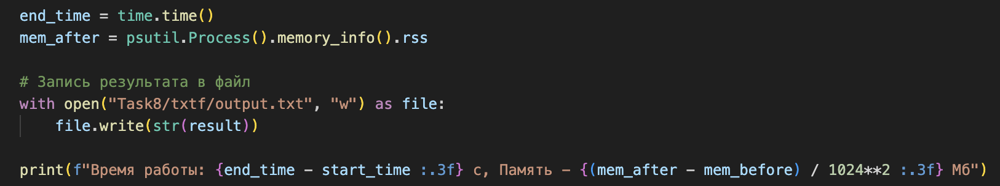 end_time = time.time()
mem_after = psutil.Process().memory_info().rss
# Запись результата в файл
with open("Task8/txtf/output.txt", "w") as file:
    file.write(str(result))
print(f"Время работы: {end_time - start_time :.3f} с, Память - {(mem_after - mem_before) / 1024**2 :.3f} Мб")